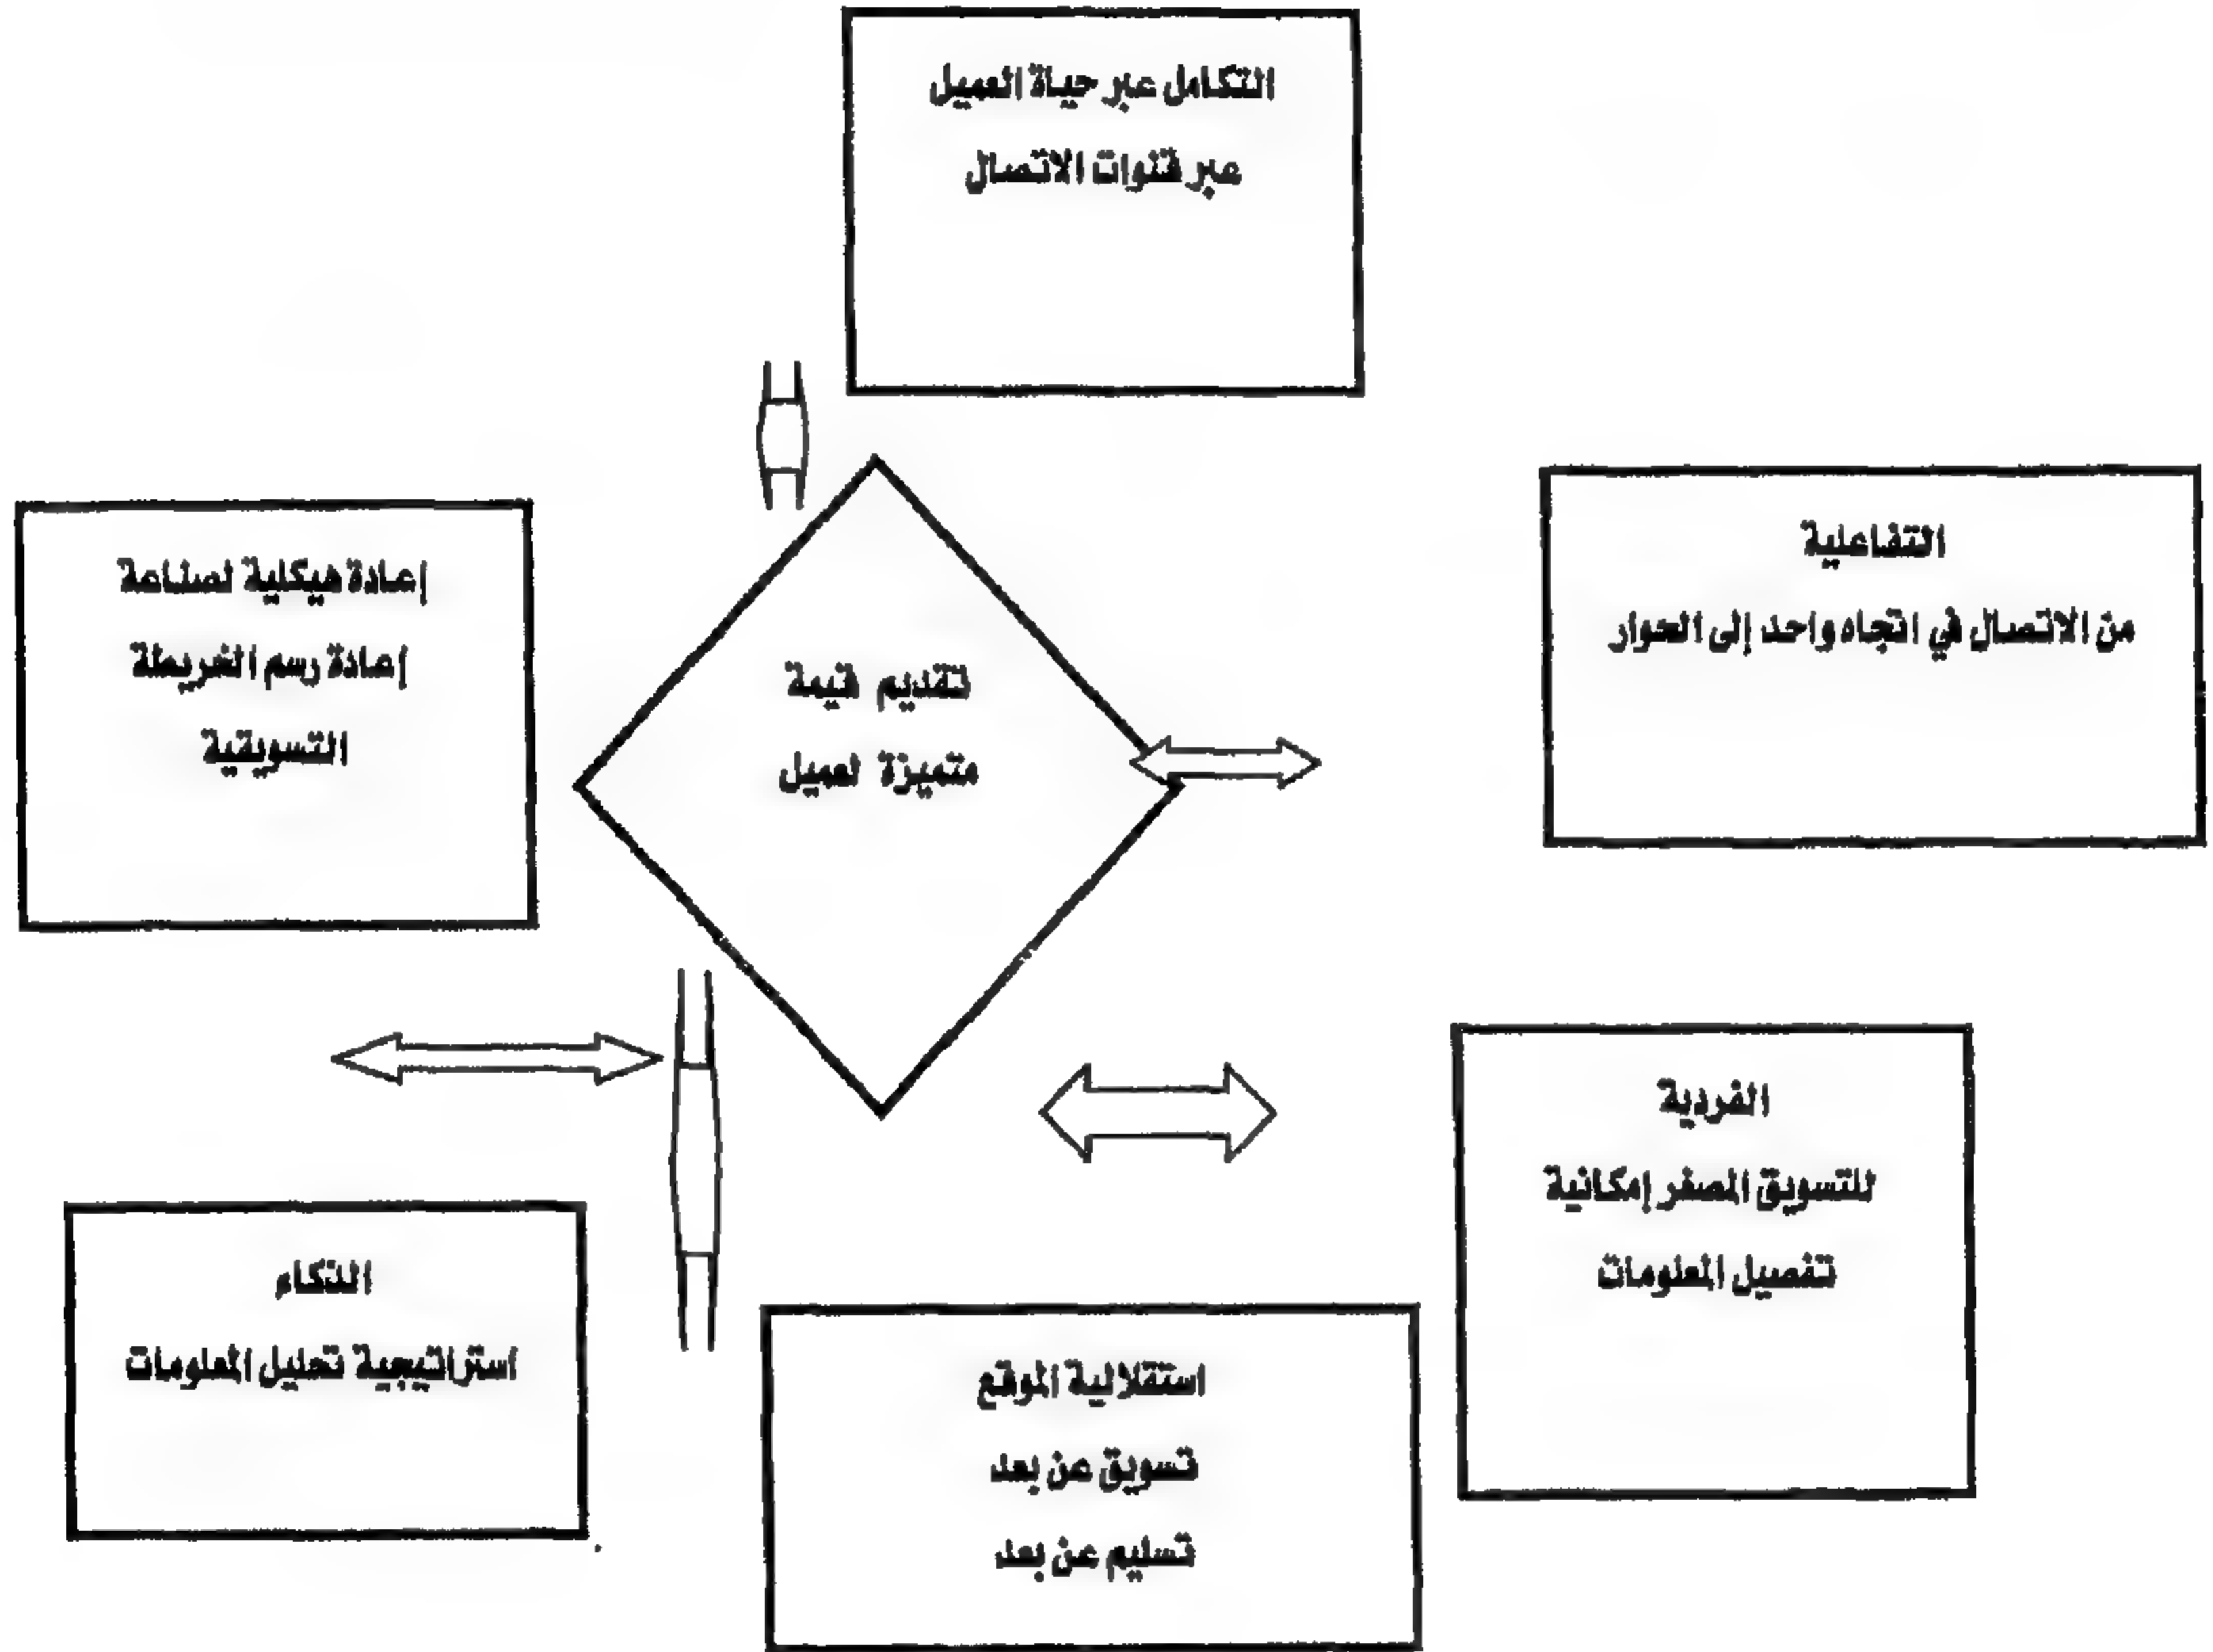 التكامل عبر حياة العميل
عبر قنوات الاتصال
التفاعلية
من الاتصال في اتجاه واحد إلى الحوار
إعادة هيكلية لصناعة
إعادة رسم الخريطة
التسويقية
تقديم قيمة
متميزة لعميل
الفردية
للتسويق المصغر إمكانية
تفصيل المعلومات
الذكاء
استراتيجية تحليل المعلومات
استقلالية الموقع
تسويق عن بعد
تسليم عن بعد